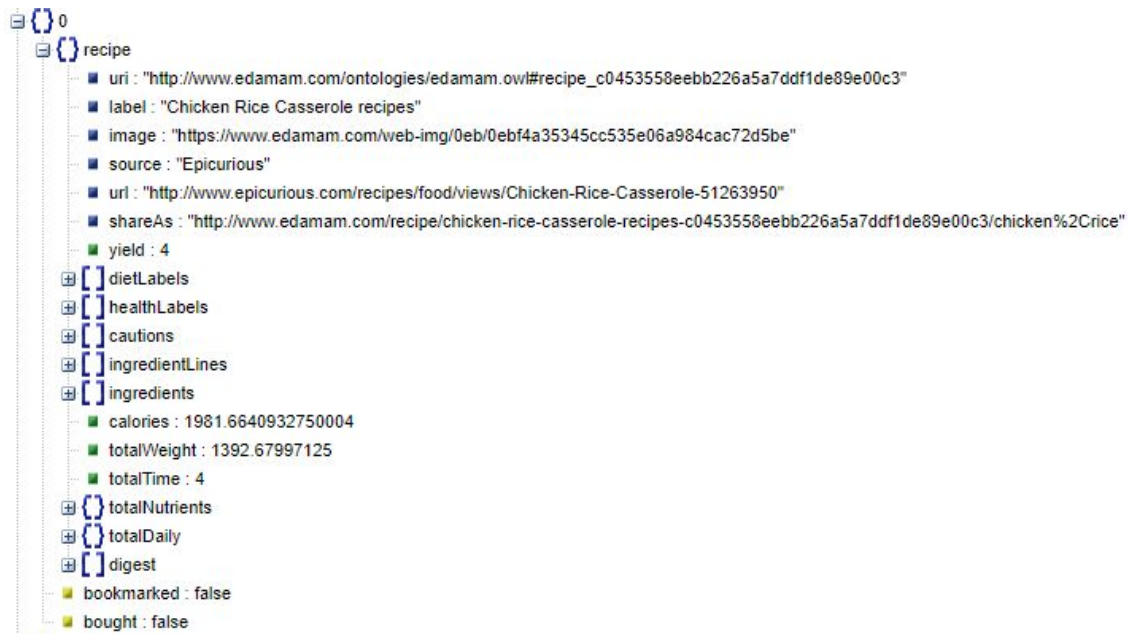 0
recipe
uri : "http://www.edamam.com/ontologies/edamam.owl#recipe_c0453558eebb226a5a7ddf1de89e00c3"
label : "Chicken Rice Casserole recipes"
image : "https://www.edamam.com/web-img/0eb/0ebf4a35345cc535e06a984cac72d5be"
source : "Epicurious"
url : "http://www.epicurious.com/recipes/food/views/Chicken-Rice-Casserole-51263950"
shareAs : "http://www.edamam.com/recipe/chicken-rice-casserole-recipes-c0453558eebb226a5a7ddf1de89e00c3/chicken%2Crice"
yield : 4
dietLabels
healthLabels
cautions
ingredientLines
ingredients
calories : 1981.6640932750004
totalWeight : 1392.67997125
totalTime : 4
totalNutrients
totalDaily
digest
bookmarked : false
bought : false